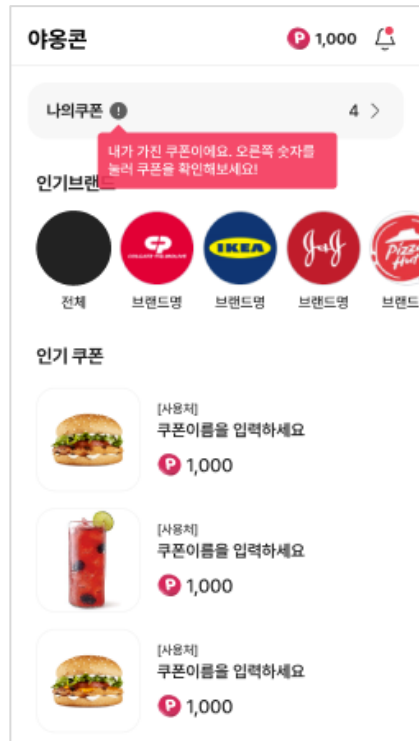 야옹콘
P 1,000
나의쿠폰 !
4 >
내가 가진 쿠폰이에요. 오른쪽 숫자를
눌러 쿠폰을 확인해보세요!
인기브랜드
IKEA
J&J
Pizza
Hut
전체 브랜드명 브랜드명 브랜드명 브랜드
인기 쿠폰
[사용처]
쿠폰이름을 입력하세요
P 1,000
[사용처]
쿠폰이름을 입력하세요
P 1,000
[사용처]
쿠폰이름을 입력하세요
P 1,000